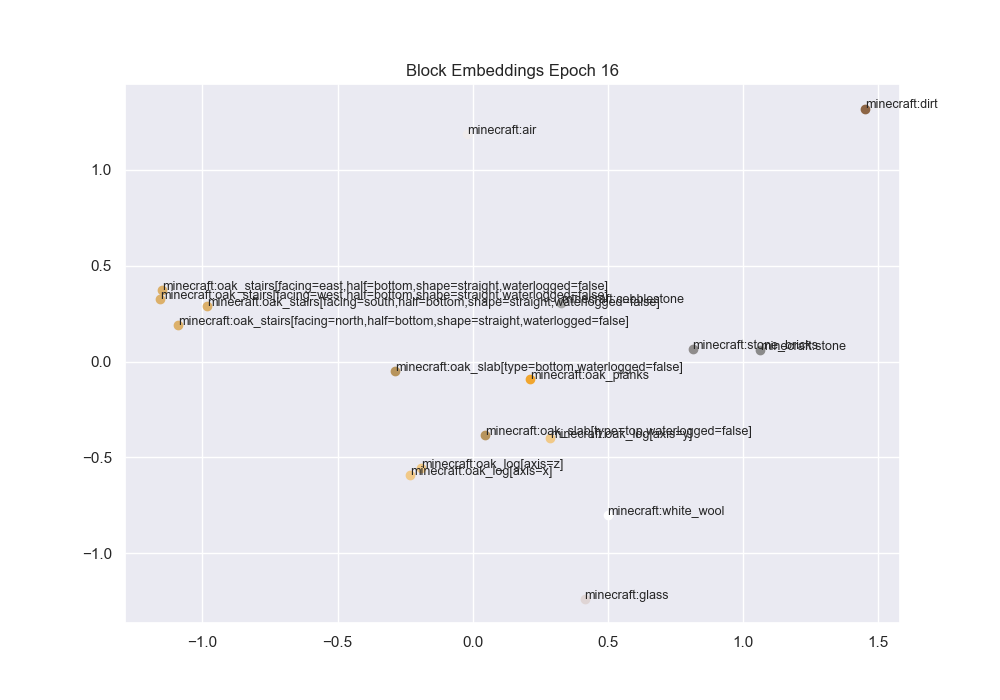 Block Embeddings Epoch 16
minecraft:dirt
minecraft:air
1.0
0.5
minecraft:oak_stairs[facing=east,half=bottom,shape=straight,waterlogged=false]
minecraft:oak_stairs[facing=west,half=bottom,shape=straight,waterlogged=false]
minecraft:cobblestone
minecraft:oak_stairs[facing=south,half=bottom,shape=straight,waterlogged=false]
minecraft:oak_stairs[facing=north,half=bottom,shape=straight,waterlogged=false]
minecraft:stone_bricks
minecraft:stone
0.0
minecraft:oak_slab[type=bottom,waterlogged=false]
minecraft:oak_planks
minecraft:oak_slab[type=top,waterlogged=false]
minecraft:oak_log[axis=y]
−0.5
minecraft:oak_log[axis=z]
minecraft:oak_log[axis=x]
minecraft:white_wool
−1.0
minecraft:glass
−1.0 −0.5 0.0 0.5 1.0 1.5